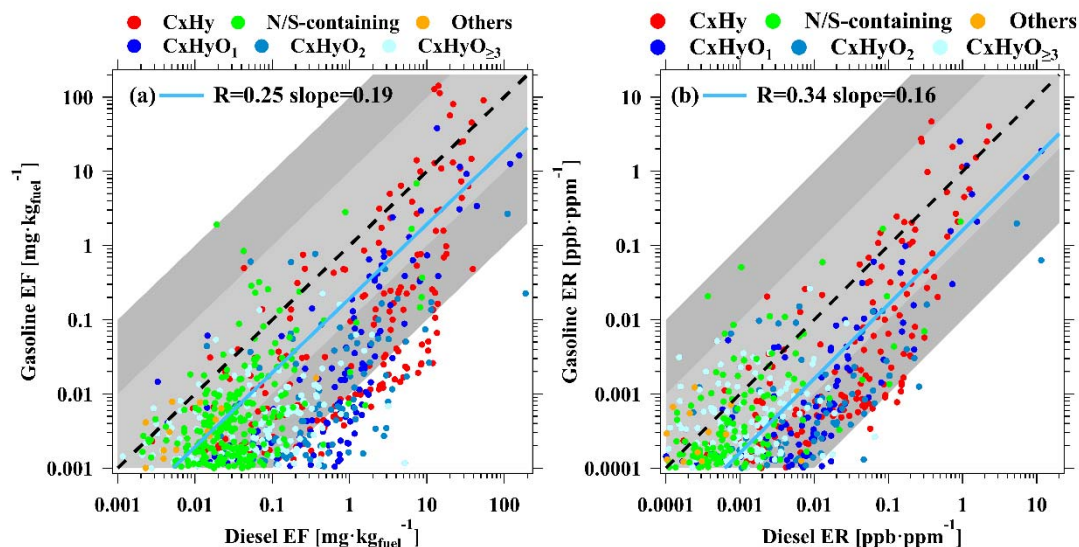 CxHy N/S-containing Others
CxHyO1 CxHyO2 CxHyO≥3
(a) R=0.25 slope=0.19
Gasoline EF [mg·kgfuel-1]
100
10
1
0.1
0.01
0.001
0.001 0.01 0.1 1 10 100
Diesel EF [mg·kgfuel-1]
CxHy N/S-containing Others
CxHyO1 CxHyO2 CxHyO≥3
(b) R=0.34 slope=0.16
Gasoline ER [ppb·ppm-1]
10
1
0.1
0.01
0.001
0.0001
0.0001 0.001 0.01 0.1 1 10
Diesel ER [ppb·ppm-1]